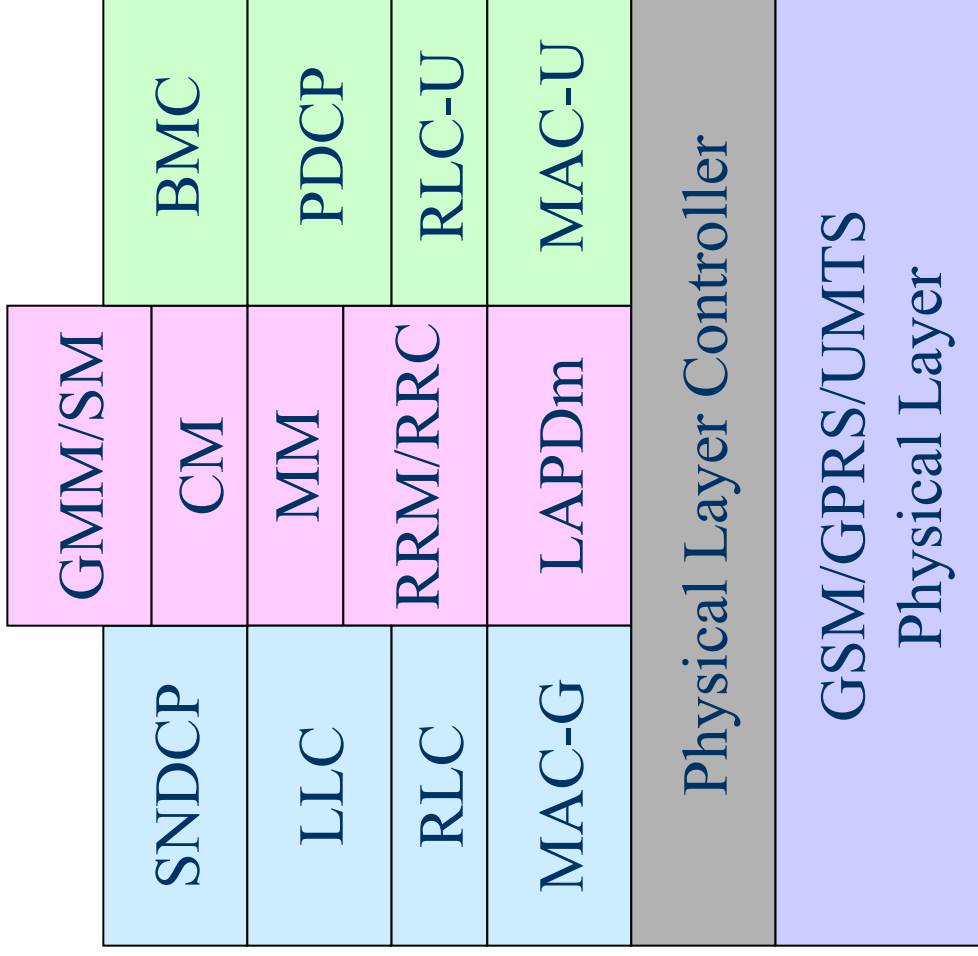 GMM/SM
SNDCP
CM
BMC
LLC
MM
PDCP
RLC
RRM/RRC
RLC-U
MAC-G
LAPDm
MAC-U
Physical Layer Controller
GSM/GPRS/UMTS
Physical Layer